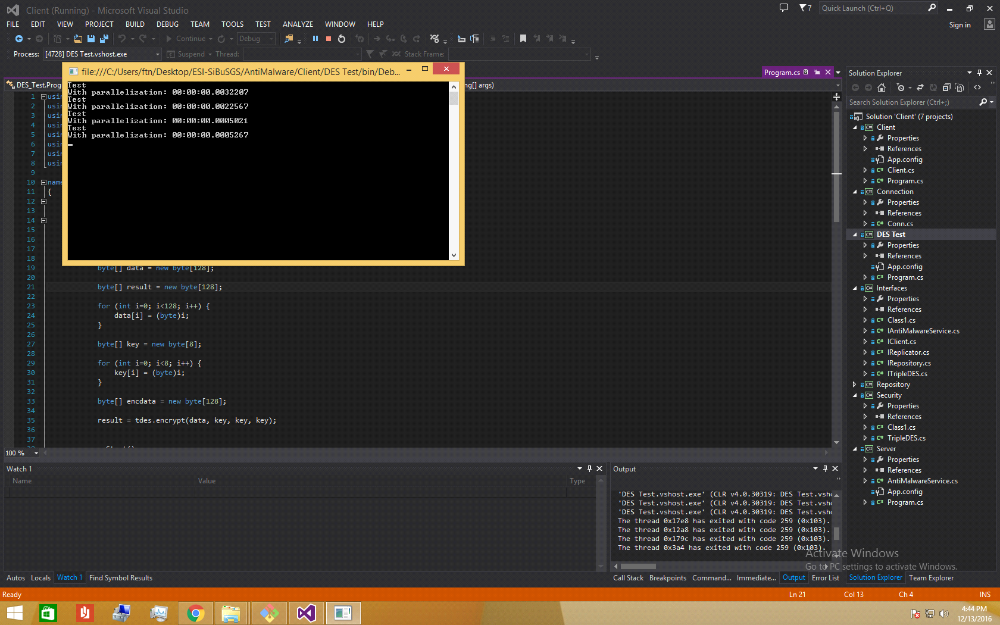 Client (Running) - Microsoft Visual Studio
7
Quick Launch (Ctrl+Q)
FILE EDIT VIEW PROJECT BUILD DEBUG TEAM TOOLS TEST ANALYZE WINDOW HELP
Sign in
Continue
Debug
Process: [4728] DES Test.vshost.exe
Suspend
Thread:
Stack Frame:
file:///C:/Users/ftn/Desktop/ESI-SiBuSGS/AntiMalware/Client/DES Test/bin/Deb...
Test
With parallelization: 00:00:00.0032207
Test
With parallelization: 00:00:00.0022567
Test
With parallelization: 00:00:00.0005021
Test
With parallelization: 00:00:00.0005267
Program.cs
DES_Test.Prog
ng[] args)
1 usin
2 usin
3 usin
4 usin
5 usin
6 usin
7 usin
8 usin
9
10 name
11 {
12
13
14
15
16
17
18
19 byte[] data = new byte[128];
20
21 byte[] result = new byte[128];
22
23 for (int i=0; i<128; i++) {
24 data[i] = (byte)i;
25 }
26
27 byte[] key = new byte[8];
28
29 for (int i=0; i<8; i++) {
30 key[i] = (byte)i;
31 }
32
33 byte[] encdata = new byte[128];
34
35 result = tdes.encrypt(data, key, key, key);
36
37
100 %
Solution Explorer
Search Solution Explorer (Ctrl+;)
Solution 'Client' (7 projects)
Client
Properties
References
App.config
Client.cs
Program.cs
Connection
Properties
References
Conn.cs
DES Test
Properties
References
App.config
Program.cs
Interfaces
Properties
References
Class1.cs
IAntiMalwareService.cs
IClient.cs
IReplicator.cs
IRepository.cs
ITripleDES.cs
Repository
Security
Properties
References
Class1.cs
TripleDES.cs
Server
Properties
References
AntiMalwareService.cs
App.config
Program.cs
Watch 1
Name Value Type
Autos Locals Watch 1 Find Symbol Results
Output
'DES Test.vshost.exe' (CLR v4.0.30319: DES Test.vsh
'DES Test.vshost.exe' (CLR v4.0.30319: DES Test.vsh
'DES Test.vshost.exe' (CLR v4.0.30319: DES Test.vsh
The thread 0x17e8 has exited with code 259 (0x103).
The thread 0x12a8 has exited with code 259 (0x103).
The thread 0x179c has exited with code 259 (0x103).
The thread 0x3a4 has exited with code 259 (0x103).
Call Stack Breakpoints Command... Immediate... Output Error List
Activate Windows
Go to PC settings to activate Windows.
Solution Explorer Team Explorer
Ready
Ln 21 Col 13 Ch 4 INS
4:44 PM
12/13/2016